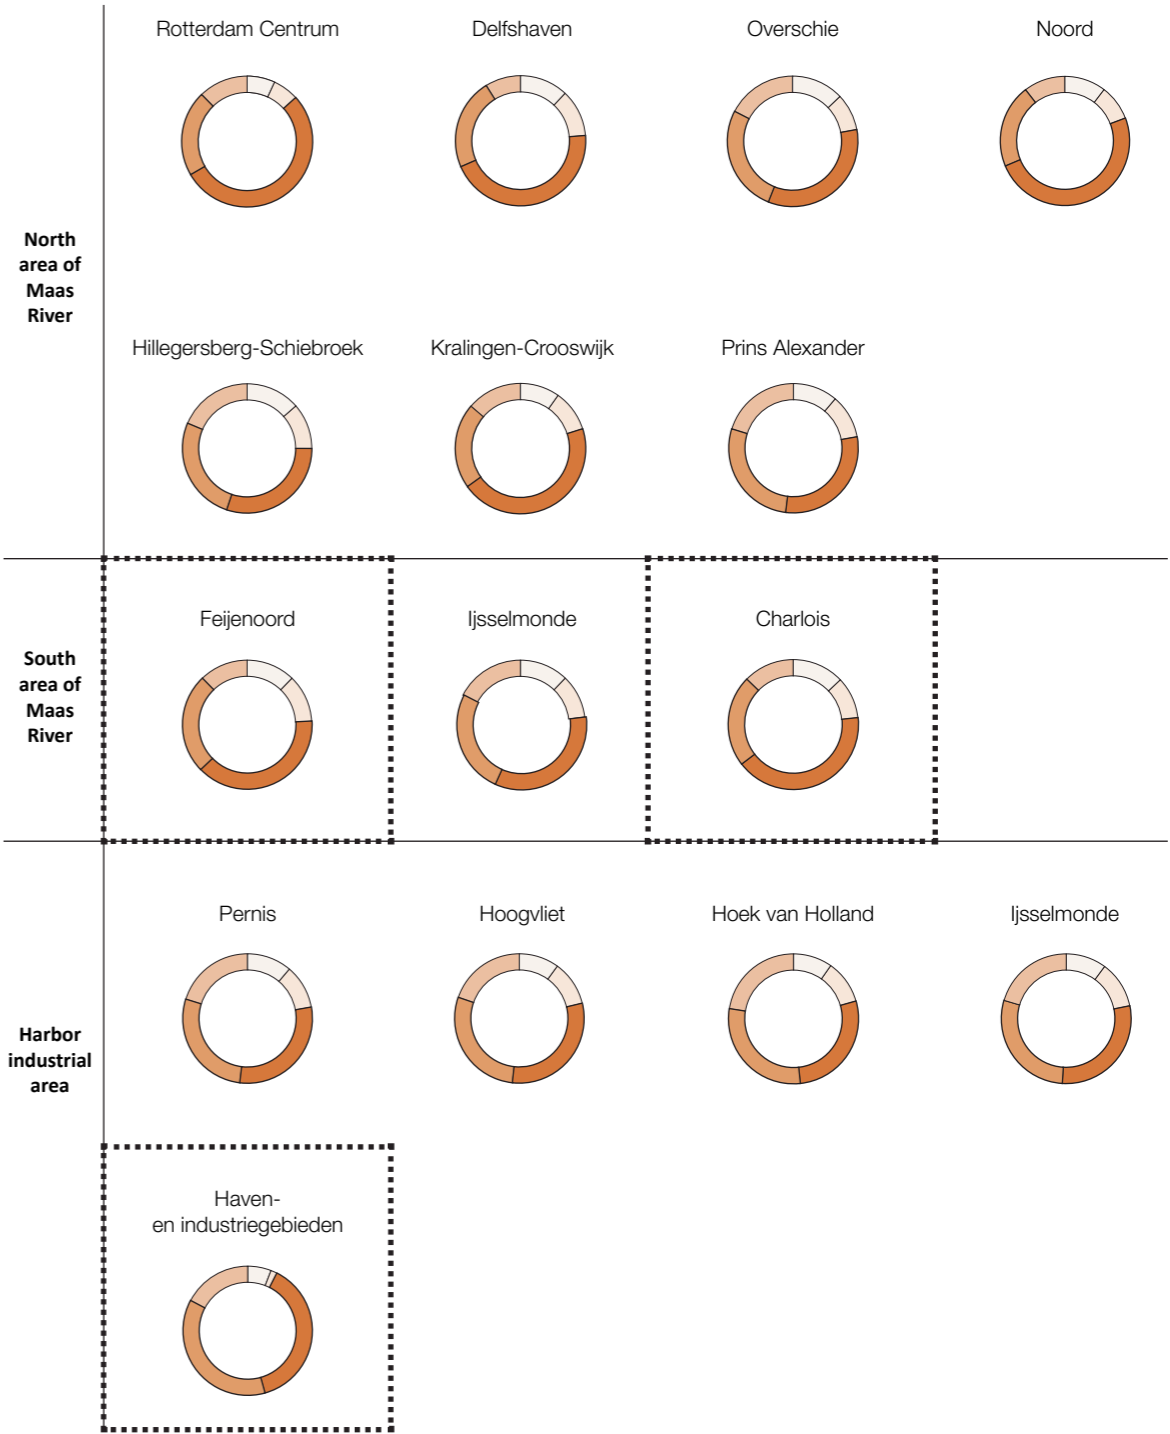 Rotterdam Centrum
Delfshaven
Overschie
Noord
North
area of
Maas
River
Hillegersberg-Schiebroek
Kralingen-Crooswijk
Prins Alexander
Feijenoord
Ijsselmonde
Charlois
South
area of
Maas
River
Pernis
Hoogvliet
Hoek van Holland
Ijsselmonde
Harbor
industrial
area
Haven-
en industriegebieden